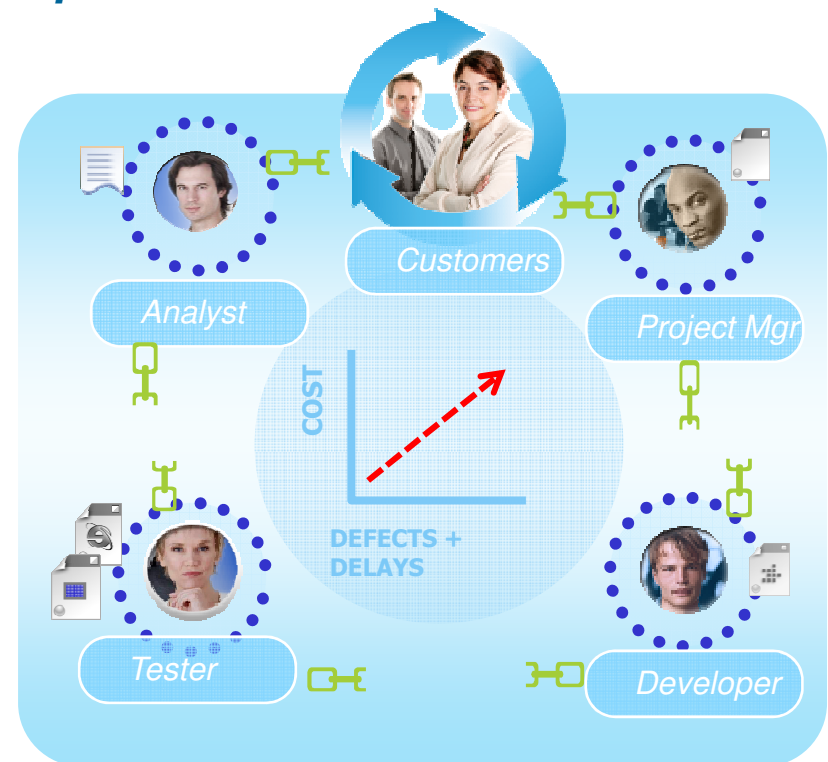 Customers
Analyst
Project Mgr
COST
DEFECTS +
DELAYS
Tester
Developer